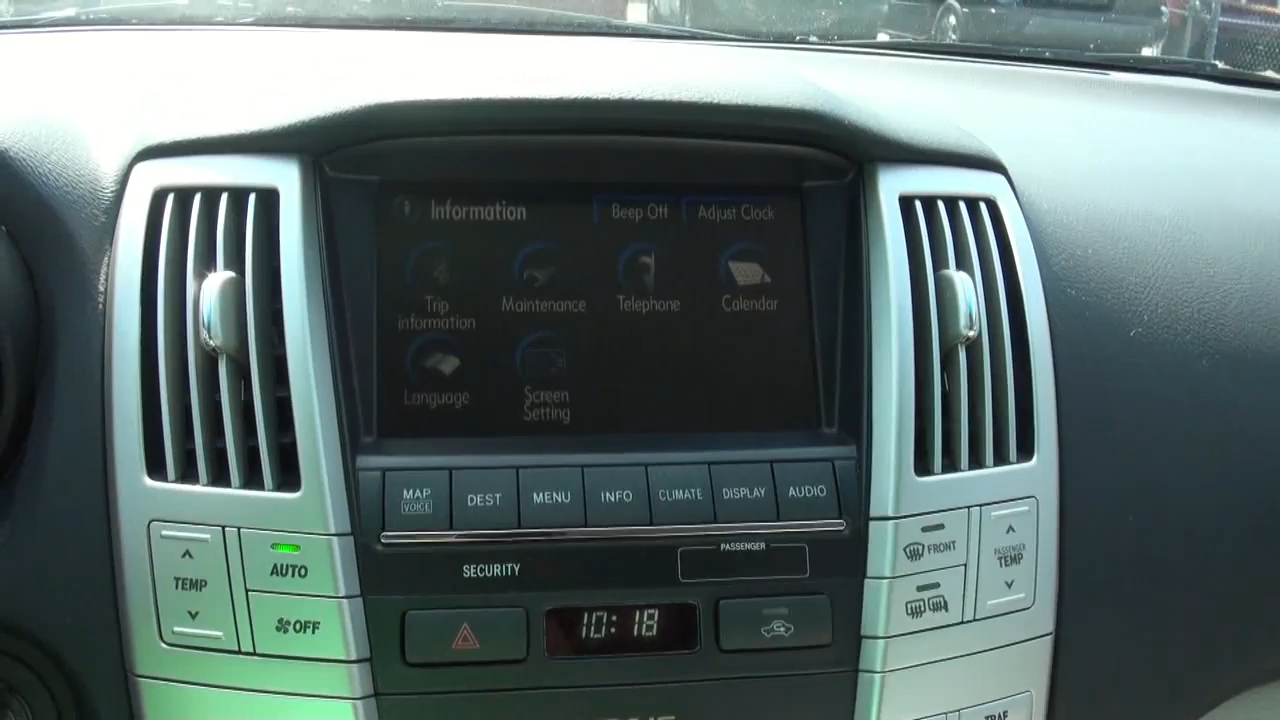 Information
Beep Off
Adjust Clock
Trip
information
Maintenance
Telephone
Calendar
Language
Screen
Setting
MAP
VOICE
DEST
MENU
INFO
CLIMATE
DISPLAY
AUDIO
TEMP
AUTO
OFF
SECURITY
PASSENGER
10:18
FRONT
PASSENGER
TEMP